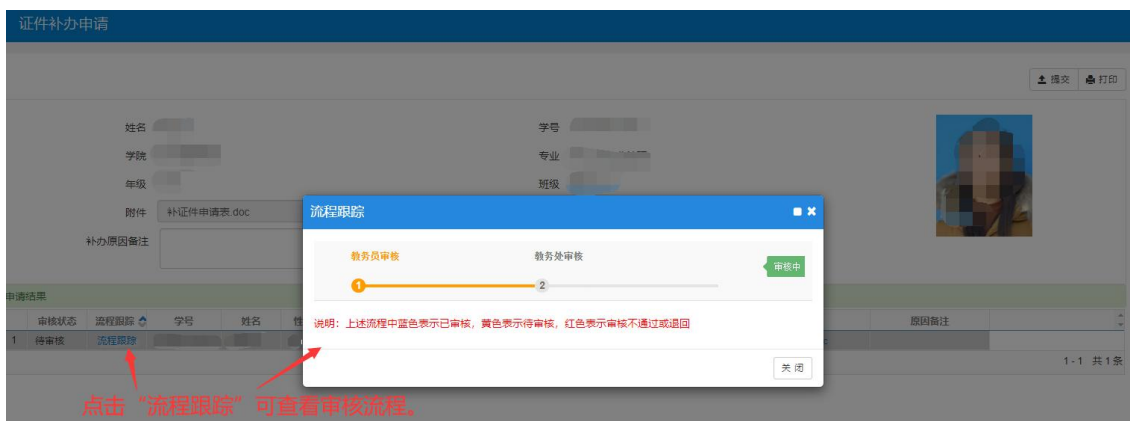 证件补办申请
提交 打印
姓名 学号
学院 专业
年级 班级
附件 补证件申请表.doc
流程跟踪
补办原因备注
教务员审核 教务处审核
审核中
1 2
申请结果
说明：上述流程中蓝色表示已审核，黄色表示待审核，红色表示审核不通过或退回
审核状态 流程跟踪 学号 姓名 性 原因备注
1 待审核 流程跟踪
1-1 共1条
关闭
点击“流程跟踪”可查看审核流程。